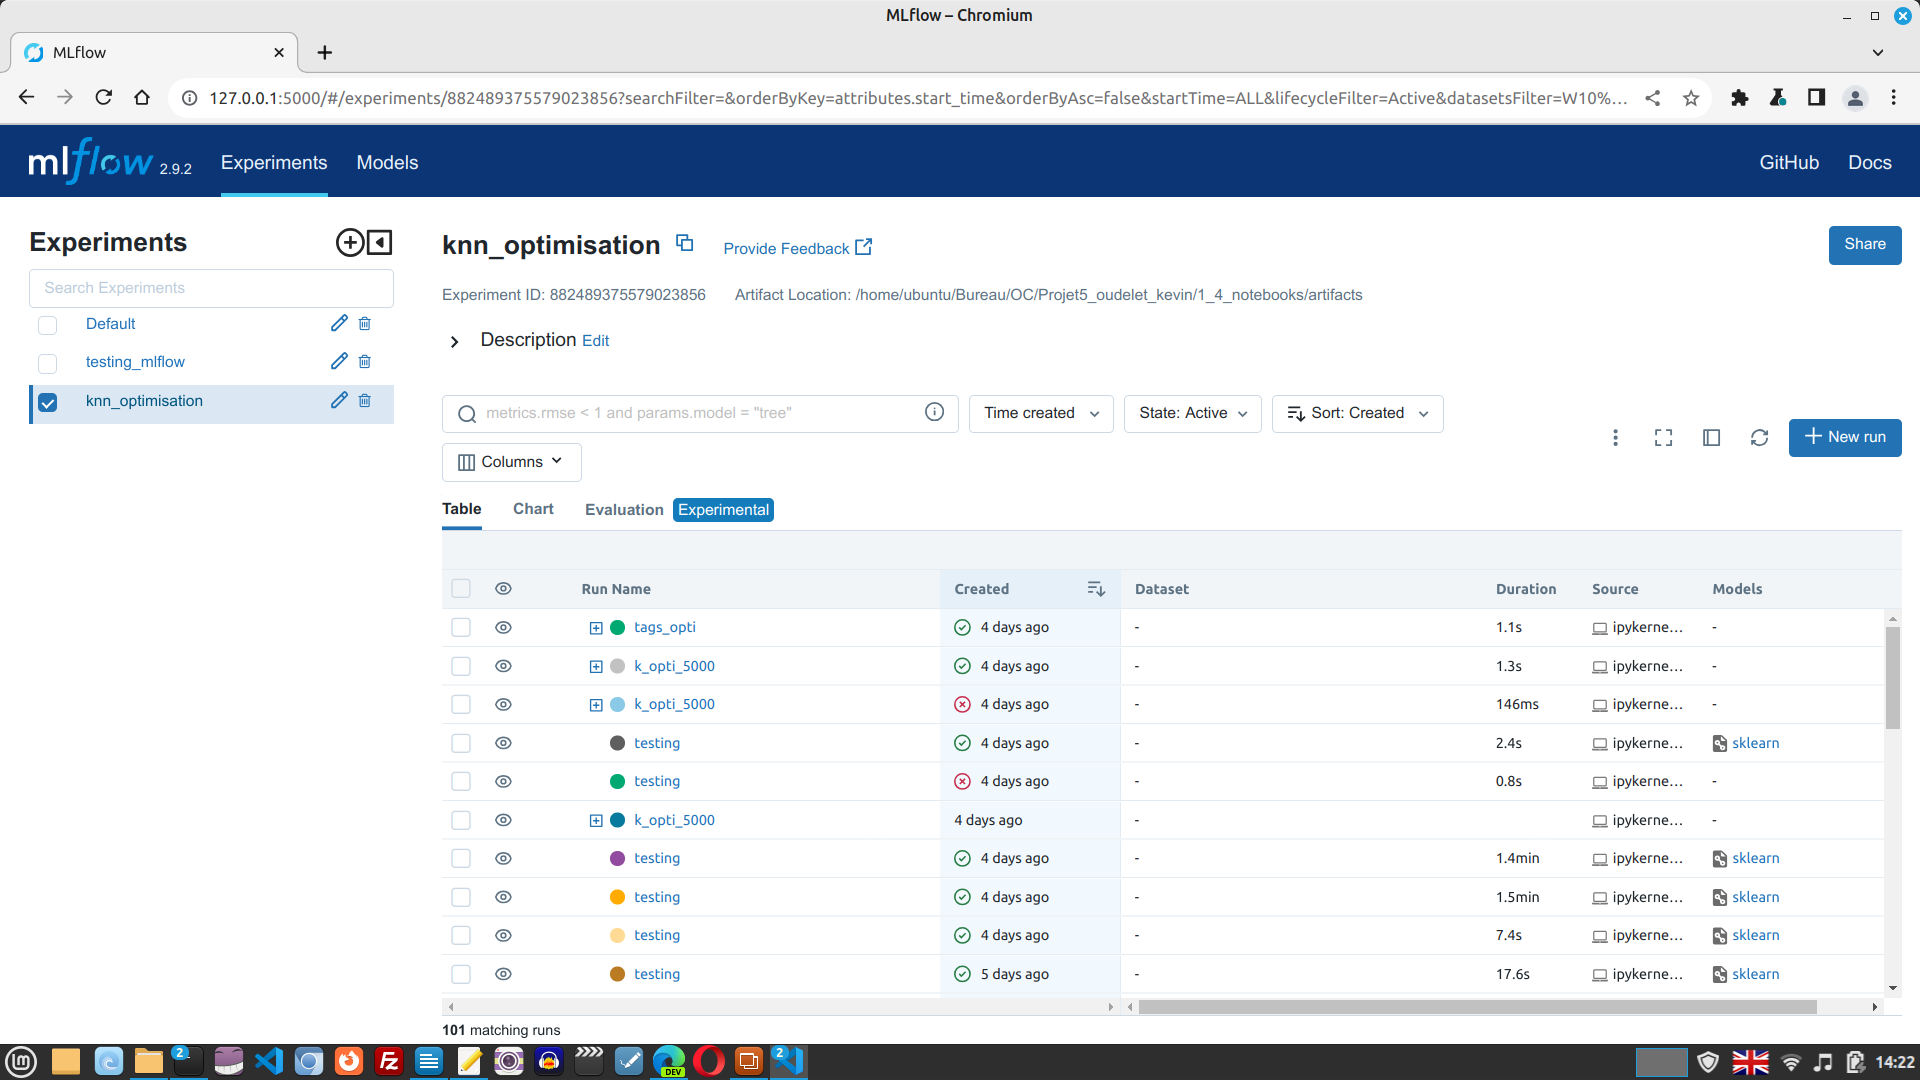 MLflow – Chromium
MLflow
127.0.0.1:5000/#/experiments/882489375579023856?searchFilter=&orderByKey=attributes.start_time&orderByAsc=false&startTime=ALL&lifecycleFilter=Active&datasetsFilter=W10%...
mlflow 2.9.2 Experiments Models GitHub Docs
Experiments
Search Experiments
Default
testing_mlflow
knn_optimisation
knn_optimisation Provide Feedback Share
Experiment ID: 882489375579023856 Artifact Location: /home/ubuntu/Bureau/OC/Projet5_oudelet_kevin/1_4_notebooks/artifacts
Description Edit
metrics.rmse < 1 and params.model = "tree" Time created State: Active Sort: Created
New run
Columns
Table Chart Evaluation Experimental
Run Name Created Dataset Duration Source Models
tags_opti 4 days ago - 1.1s ipykerne... -
k_opti_5000 4 days ago - 1.3s ipykerne... -
k_opti_5000 4 days ago - 146ms ipykerne... -
testing 4 days ago - 2.4s ipykerne... sklearn
testing 4 days ago - 0.8s ipykerne... -
k_opti_5000 4 days ago - ipykerne... -
testing 4 days ago - 1.4min ipykerne... sklearn
testing 4 days ago - 1.5min ipykerne... sklearn
testing 4 days ago - 7.4s ipykerne... sklearn
testing 5 days ago - 17.6s ipykerne... sklearn
101 matching runs
lm 2 Fz DEV 2 14:22